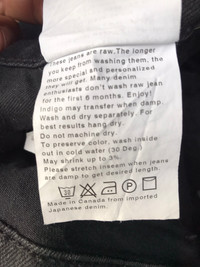 These jeans are raw. The longer
you keep from washing them, the
more special and personalized
they will get. Many denim
enthusiasts don't wash raw jean
for the first 6 months. Enjoy!
Indigo may transfer when damp.
Wash and dry separately. For
best results hang dry.
Do not machine dry.
To preserve color, wash inside
out in cold water (30 Deg.)
May shrink up to 3%.
Please stretch inseam when jeans
are damp to get desired length.
Made in Canada from imported
Japanese denim.